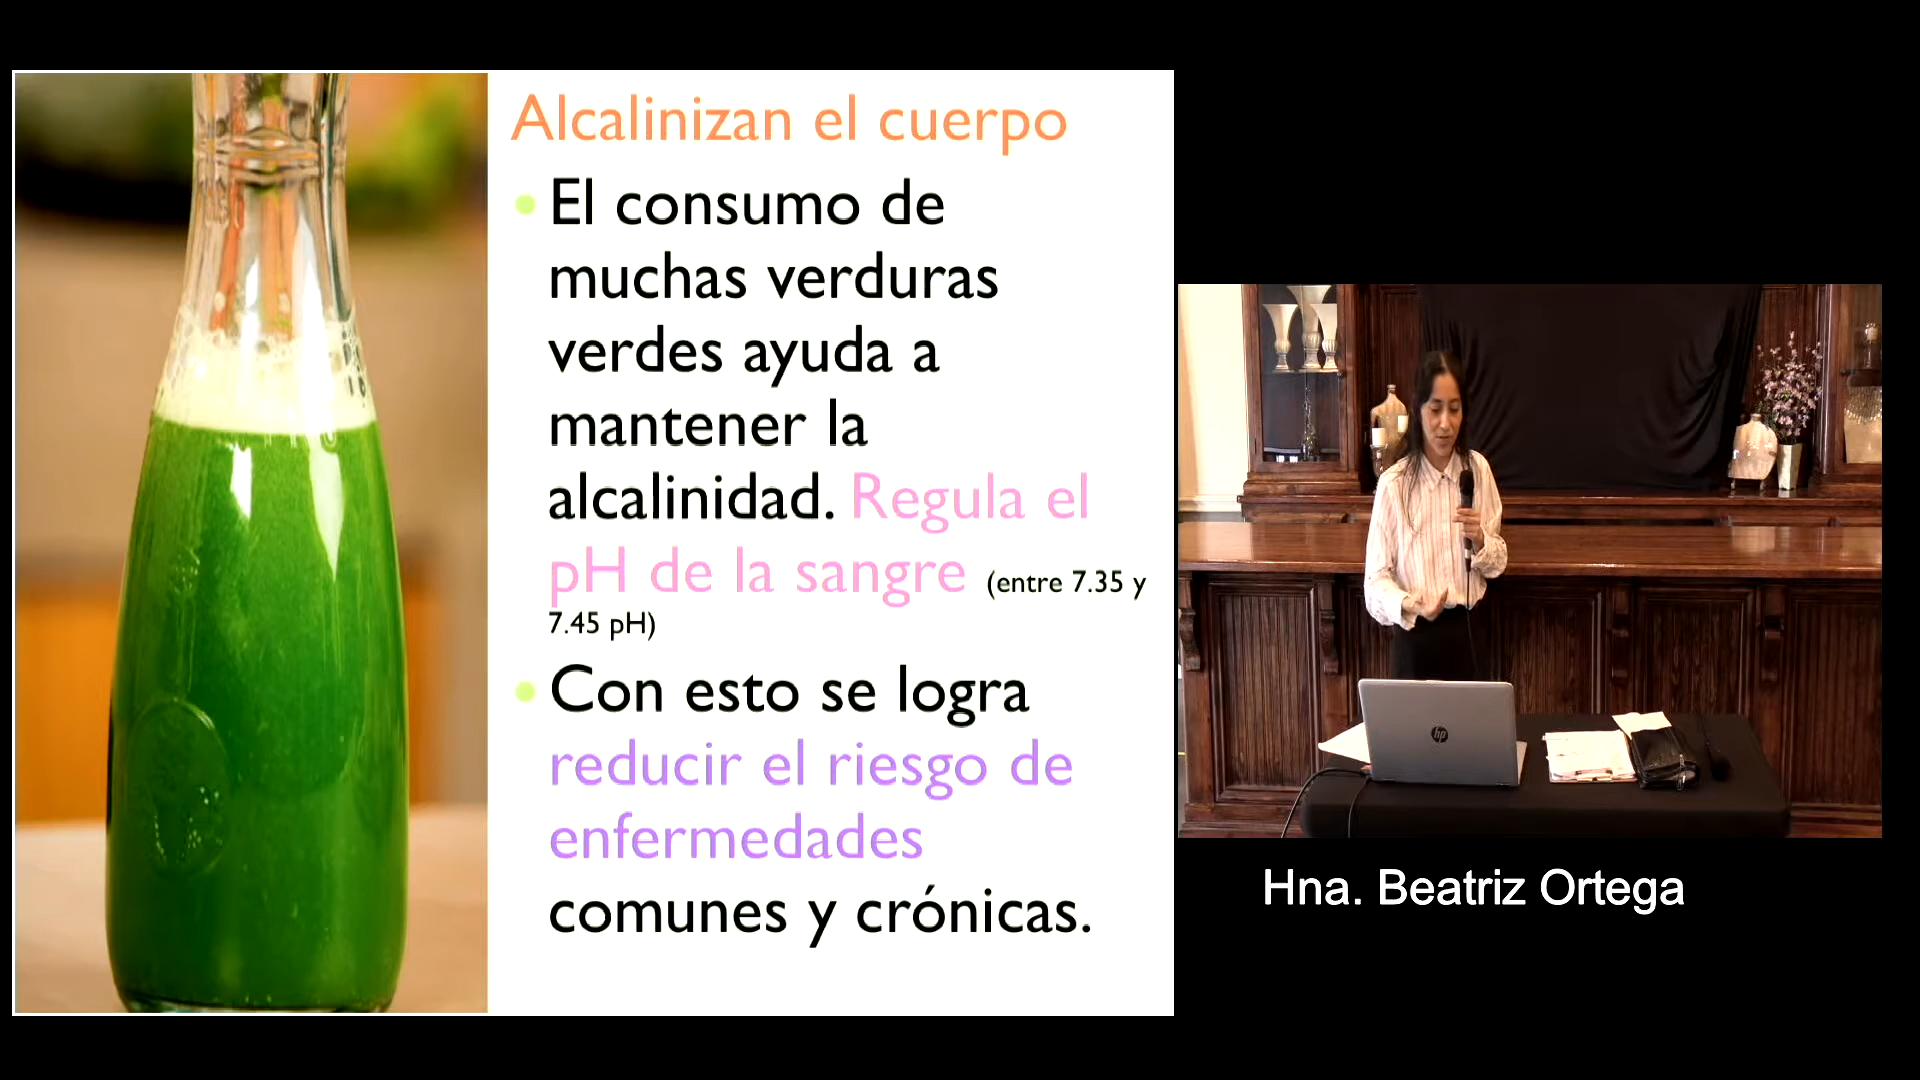 Alcalinizan el cuerpo
• El consumo de
muchas verduras
verdes ayuda a
mantener la
alcalinidad. Regula el
pH de la sangre (entre 7.35 y
7.45 pH)
• Con esto se logra
reducir el riesgo de
enfermedades
comunes y crónicas.
hp
Hna. Beatriz Ortega